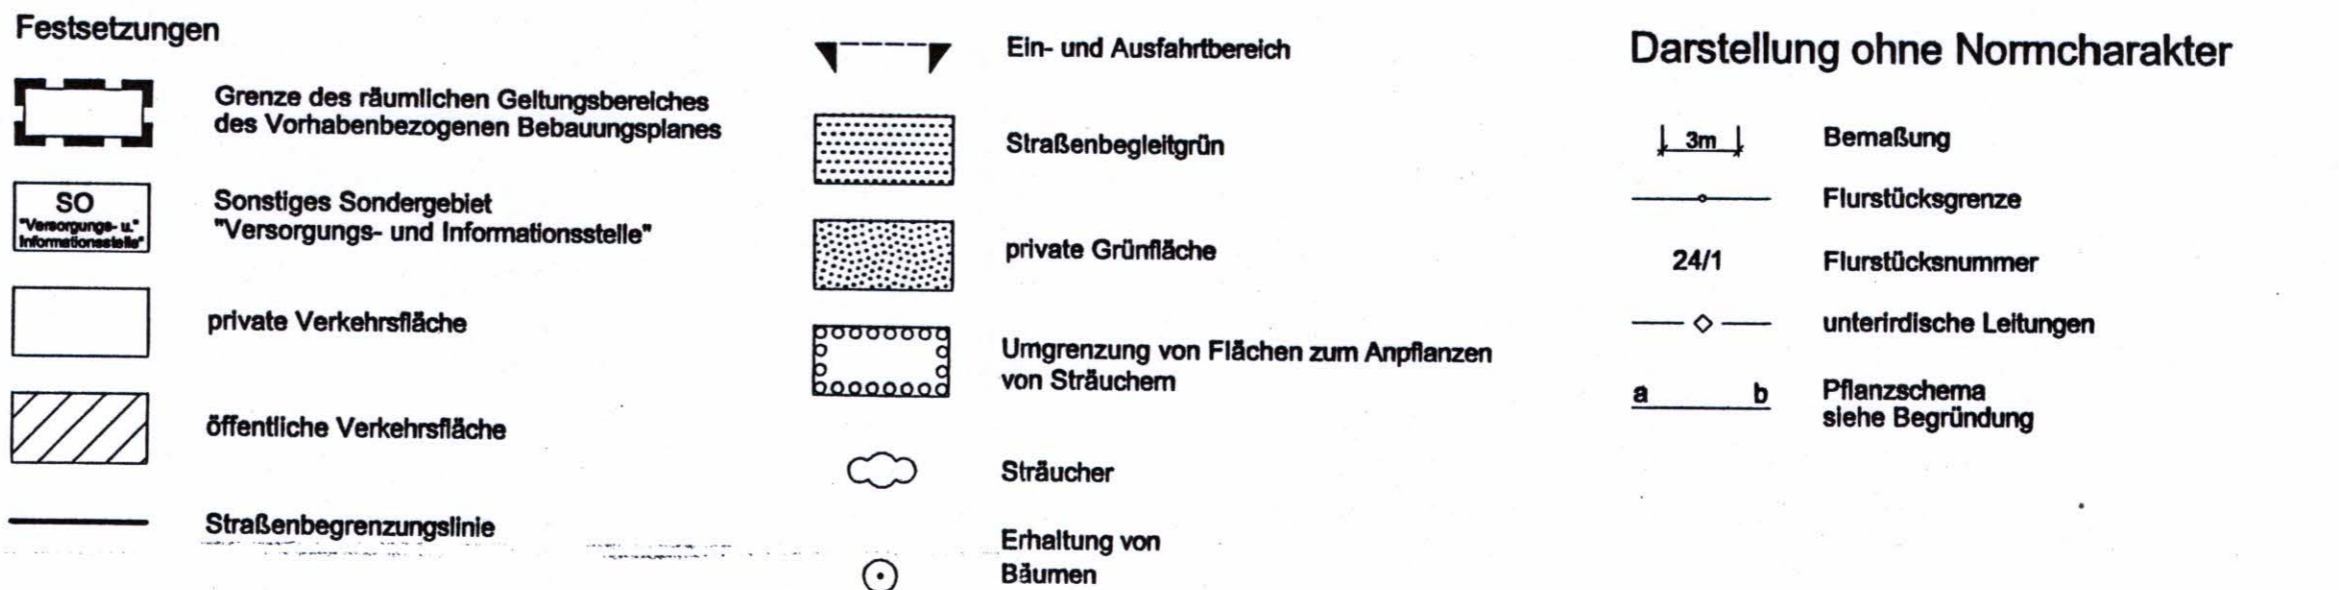 Festsetzungen
Grenze des räumlichen Geltungsbereiches
des Vorhabenbezogenen Bebauungsplanes
SO
"Versorgungs- u."
Informationsstelle"
Sonstiges Sondergebiet
"Versorgungs- und Informationsstelle"
private Verkehrsfläche
öffentliche Verkehrsfläche
Straßenbegrenzungslinie
Ein- und Ausfahrtbereich
Straßenbegleitgrün
private Grünfläche
Umgrenzung von Flächen zum Anpflanzen
von Sträuchern
Sträucher
Erhaltung von
Bäumen
Darstellung ohne Normcharakter
3m Bemaßung
Flurstücksgrenze
24/1 Flurstücksnummer
unterirdische Leitungen
a b Pflanzschema
siehe Begründung